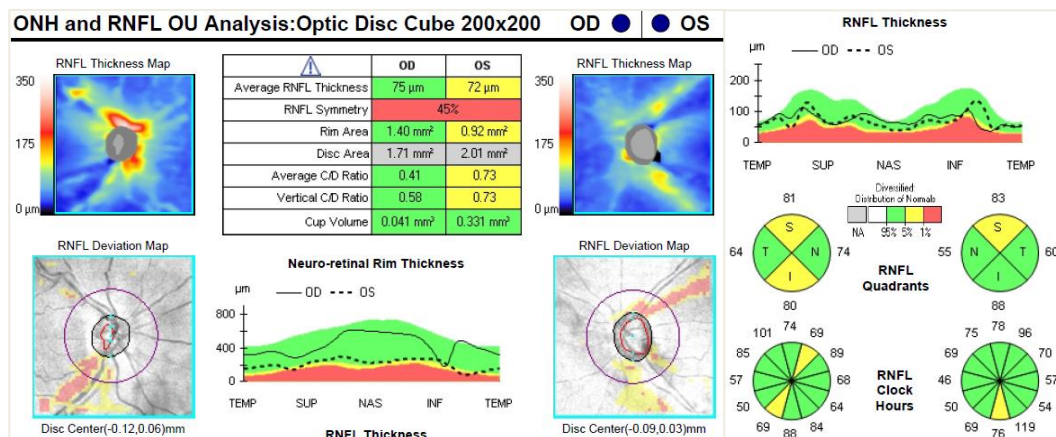 ONH and RNFL OU Analysis:Optic Disc Cube 200x200 OD OS
RNFL Thickness Map
350
175
0 µm
OD OS
Average RNFL Thickness 75 µm 72 µm
RNFL Symmetry 45%
Rim Area 1.40 mm² 0.92 mm²
Disc Area 1.71 mm² 2.01 mm²
Average C/D Ratio 0.41 0.73
Vertical C/D Ratio 0.58 0.73
Cup Volume 0.041 mm³ 0.331 mm³
RNFL Thickness Map
350
175
0 µm
RNFL Deviation Map
Disc Center(-0.12,0.06)mm
Neuro-retinal Rim Thickness
µm OD OS
800
400
0
TEMP SUP NAS INF TEMP
RNFL Thickness
RNFL Deviation Map
Disc Center(-0.09,0.03)mm
RNFL Thickness
µm OD OS
200
100
0
TEMP SUP NAS INF TEMP
Diversified:
Distribution of Normals
NA 95% 5% 1%
81
64 S T N I 74
80
RNFL
Quadrants
83
55 S N T I 60
88
74
101 69
85 89
57 68
50 64
69 84
88
RNFL
Clock
Hours
78
75 96
69 70
46 57
50 54
69 119
76